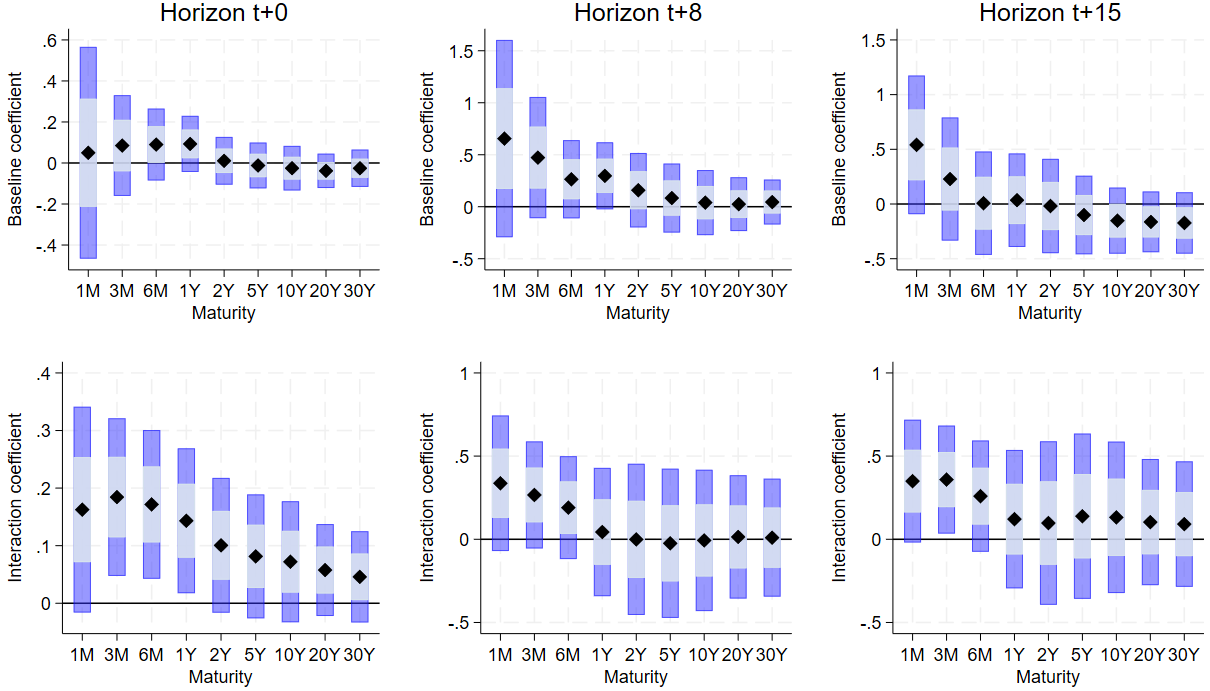 Horizon t+0
Baseline coefficient
.6
.4
.2
0
-.2
-.4
1M 3M 6M 1Y 2Y 5Y 10Y 20Y 30Y
Maturity
Horizon t+8
Baseline coefficient
1.5
1
.5
0
-.5
1M 3M 6M 1Y 2Y 5Y 10Y 20Y 30Y
Maturity
Horizon t+15
Baseline coefficient
1.5
1
.5
0
-.5
1M 3M 6M 1Y 2Y 5Y 10Y 20Y 30Y
Maturity
Interaction coefficient
.4
.3
.2
.1
0
1M 3M 6M 1Y 2Y 5Y 10Y 20Y 30Y
Maturity
Interaction coefficient
1
.5
0
-.5
1M 3M 6M 1Y 2Y 5Y 10Y 20Y 30Y
Maturity
Interaction coefficient
1
.5
0
-.5
1M 3M 6M 1Y 2Y 5Y 10Y 20Y 30Y
Maturity